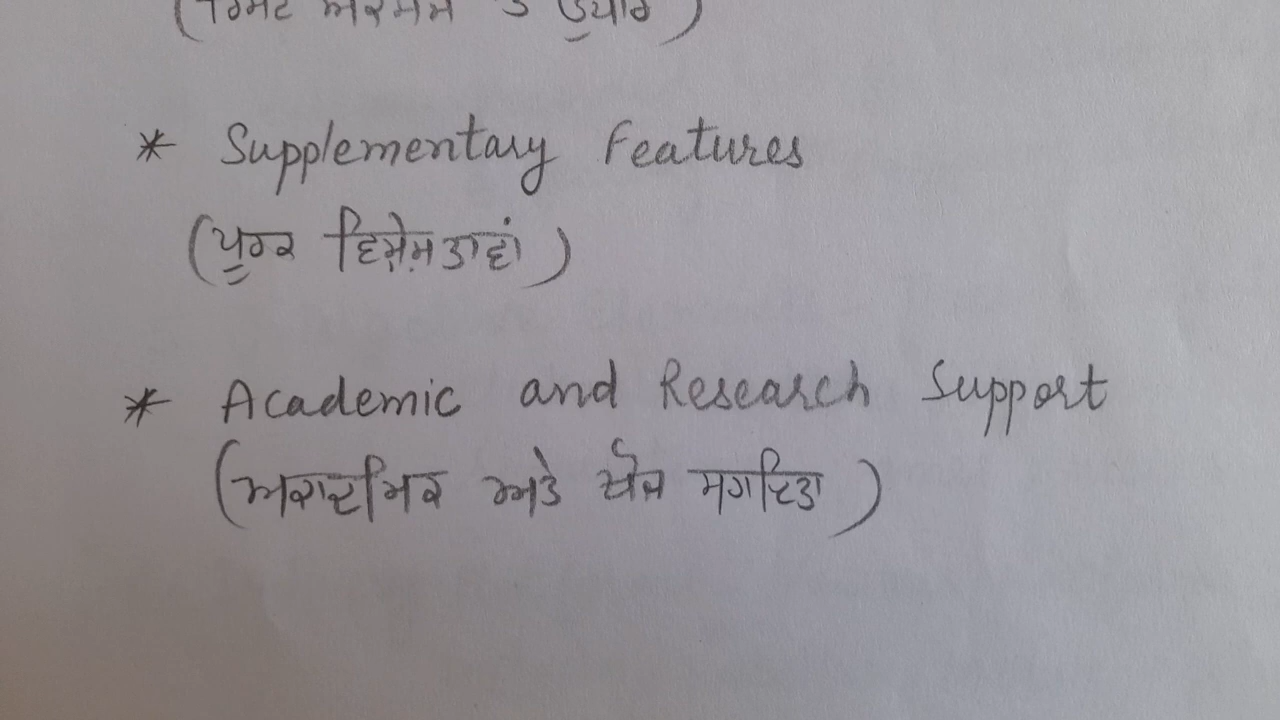 * Supplementary Features
(ਪੂਰਕ ਵਿਸ਼ੇਸ਼ਤਾਵਾਂ)
* Academic and Research Support
(ਅਕਾਦਮਿਕ ਅਤੇ ਖੋਜ ਸਹਾਇਤਾ)